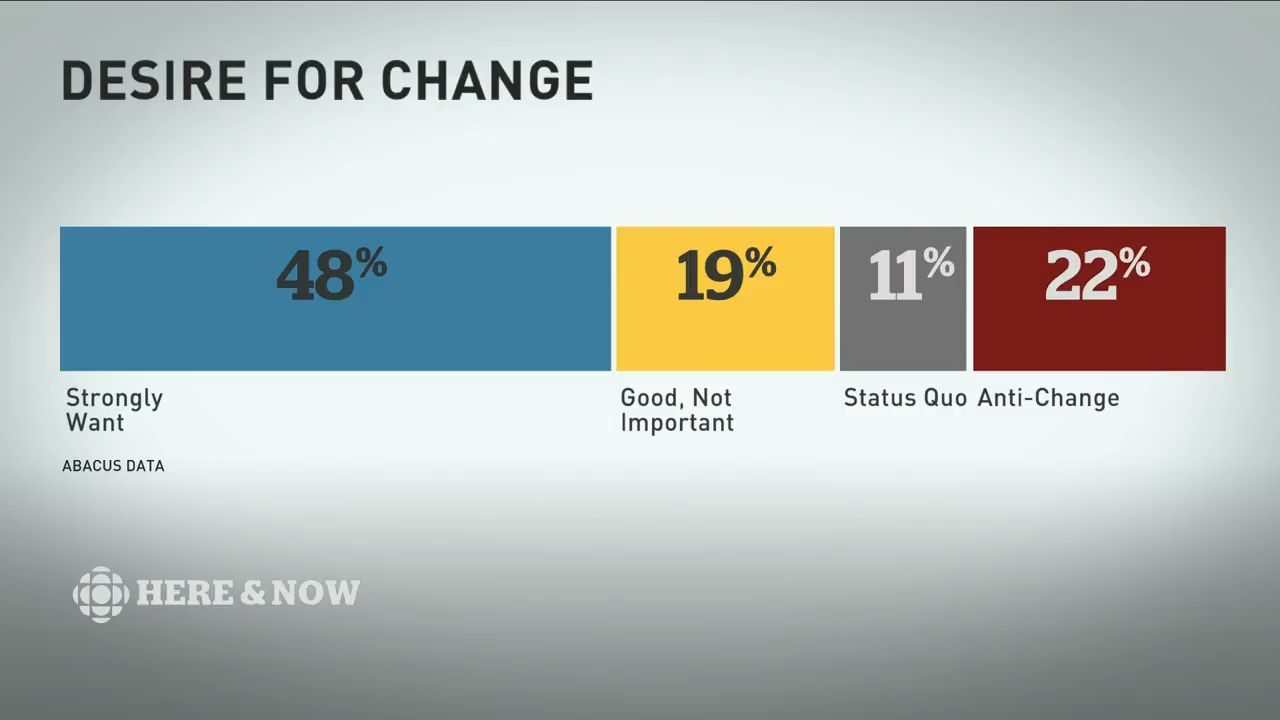 DESIRE FOR CHANGE
48%
19%
11%
22%
Strongly
Want
Good, Not
Important
Status Quo
Anti-Change
ABACUS DATA
HERE & NOW